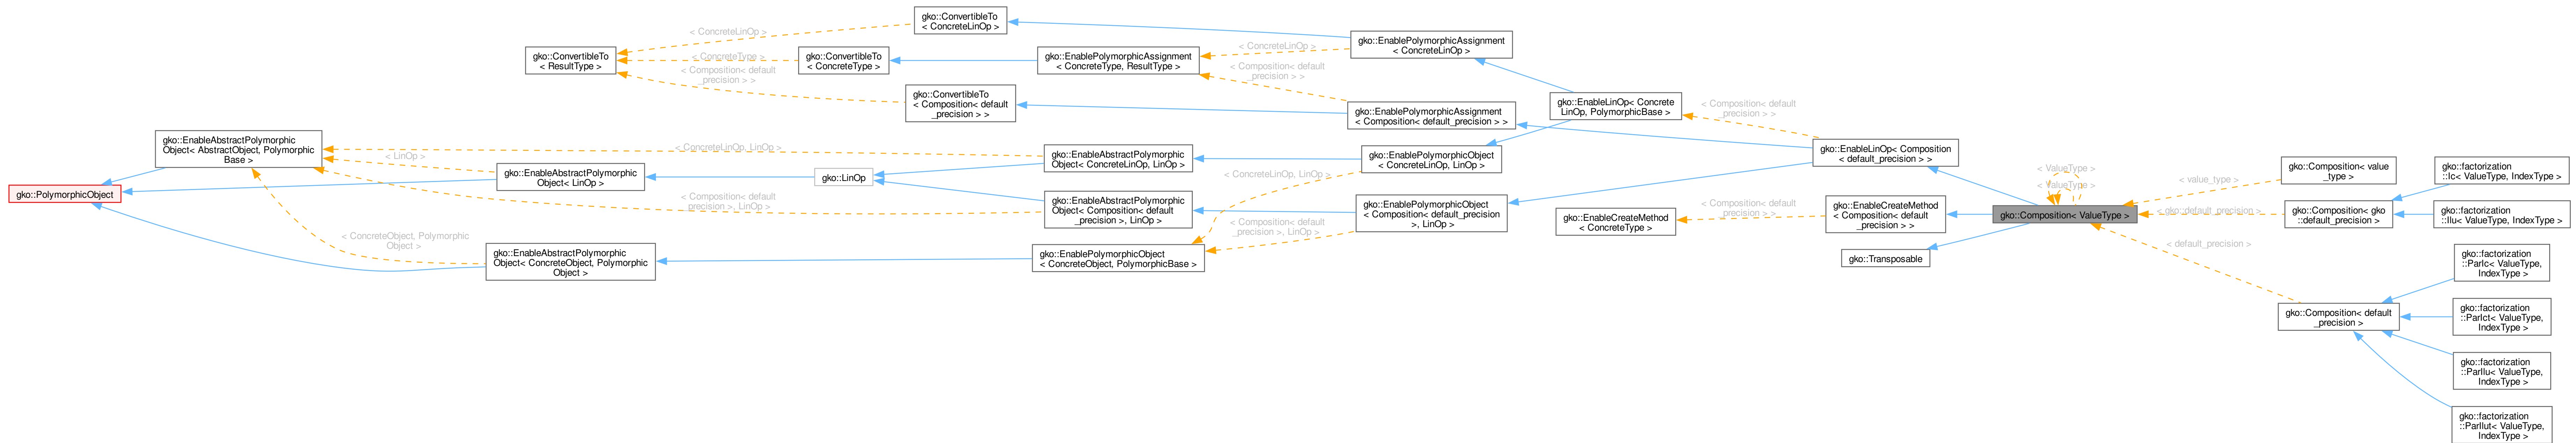 gko::PolymorphicObject
gko::EnableAbstractPolymorphic
Object< AbstractObject, Polymorphic
Base >
< LinOp >
< ConcreteObject, Polymorphic
Object >
gko::ConvertibleTo
< ResultType >
gko::EnableAbstractPolymorphic
Object< LinOp >
gko::EnableAbstractPolymorphic
Object< ConcreteObject, Polymorphic
Object >
< ConcreteLinOp >
< ConcreteType >
< Composition< default
_precision > >
< ConcreteLinOp, LinOp >
< Composition< default
_precision >, LinOp >
gko::ConvertibleTo
< ConcreteLinOp >
gko::ConvertibleTo
< ConcreteType >
gko::ConvertibleTo
< Composition< default
_precision > >
gko::LinOp
gko::EnablePolymorphicAssignment
< ConcreteType, ResultType >
gko::EnableAbstractPolymorphic
Object< ConcreteLinOp, LinOp >
gko::EnableAbstractPolymorphic
Object< Composition< default
_precision >, LinOp >
gko::EnablePolymorphicObject
< ConcreteObject, PolymorphicBase >
< ConcreteLinOp >
< Composition< default
_precision > >
< ConcreteLinOp, LinOp >
< Composition< default
_precision >, LinOp >
gko::EnablePolymorphicAssignment
< ConcreteLinOp >
gko::EnablePolymorphicAssignment
< Composition< default_precision > >
gko::EnablePolymorphicObject
< ConcreteLinOp, LinOp >
gko::EnablePolymorphicObject
< Composition< default_precision
>, LinOp >
gko::EnableLinOp< Concrete
LinOp, PolymorphicBase >
gko::EnableCreateMethod
< ConcreteType >
< Composition< default
_precision > >
< Composition< default
_precision > >
gko::EnableLinOp< Composition
< default_precision > >
gko::EnableCreateMethod
< Composition< default
_precision > >
gko::Transposable
< ValueType >
< ValueType >
gko::Composition< ValueType >
< value_type >
< gko::default_precision >
< default_precision >
gko::Composition< value
_type >
gko::Composition< gko
::default_precision >
gko::Composition< default
_precision >
gko::factorization
::Ic< ValueType, IndexType >
gko::factorization
::Ilu< ValueType, IndexType >
gko::factorization
::ParIc< ValueType,
IndexType >
gko::factorization
::ParIct< ValueType,
IndexType >
gko::factorization
::ParIlu< ValueType,
IndexType >
gko::factorization
::ParIlut< ValueType,
IndexType >